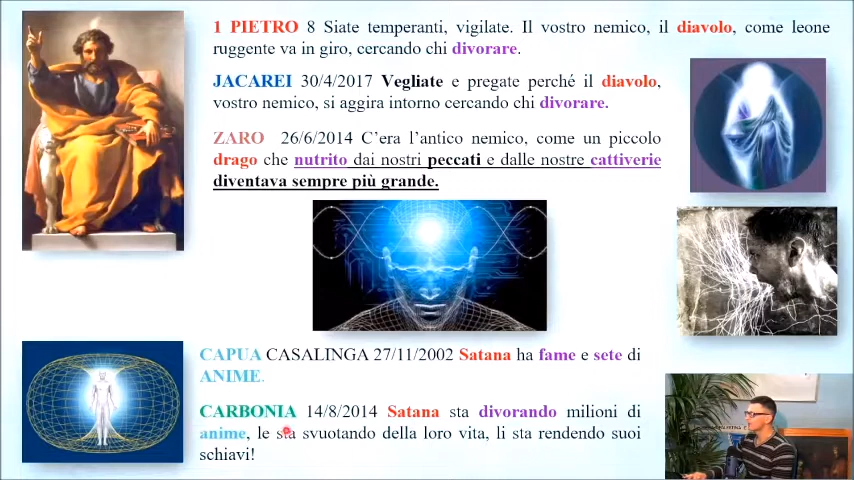 1 PIETRO 8 Siate temperanti, vigilate. Il vostro nemico, il diavolo, come leone
ruggente va in giro, cercando chi divorare.
JACAREI 30/4/2017 Vegliate e pregate perché il diavolo,
vostro nemico, si aggira intorno cercando chi divorare.
ZARO 26/6/2014 C'era l'antico nemico, come un piccolo
drago che nutrito dai nostri peccati e dalle nostre cattiverie
diventava sempre più grande.
CAPUA CASALINGA 27/11/2002 Satana ha fame e sete di
ANIME.
CARBONIA 14/8/2014 Satana sta divorando milioni di
anime, le sta svuotando della loro vita, li sta rendendo suoi
schiavi!